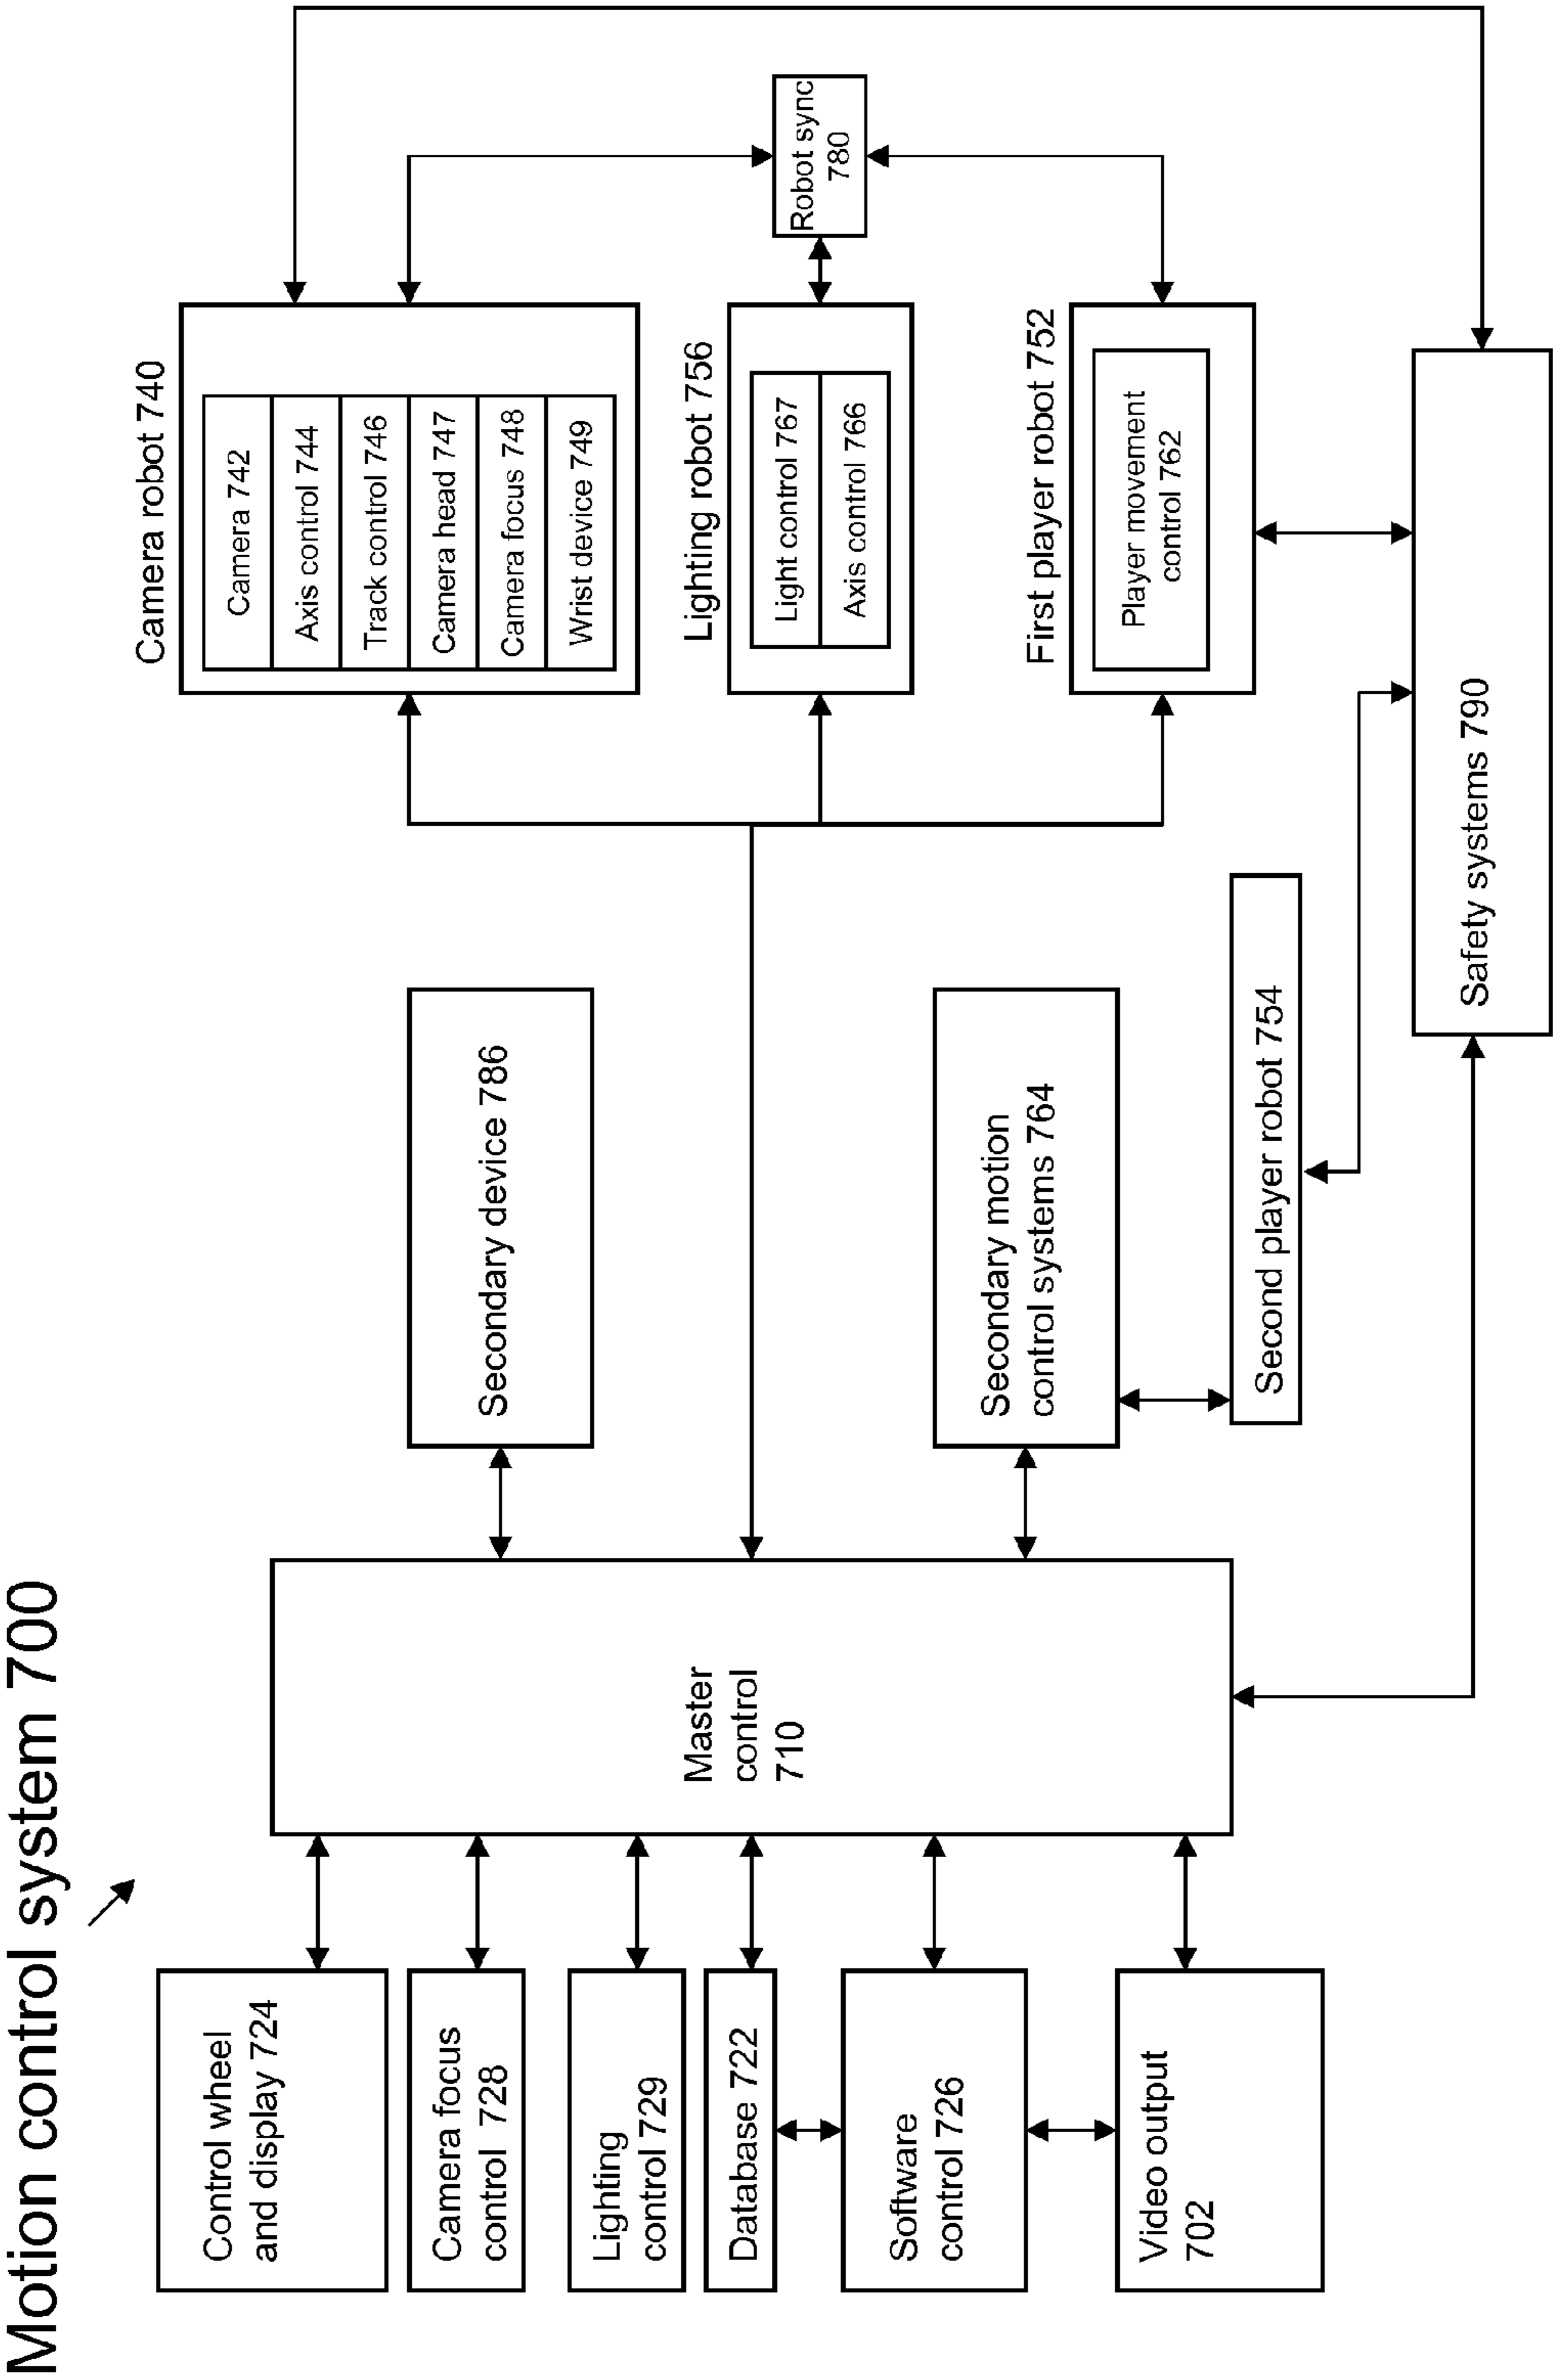 Motion control system 700
Control wheel
and display 724
Camera focus
control 728
Lighting
control 729
Database 722
Software
control 726
Video output
702
Master
control
710
Secondary device 786
Secondary motion
control systems 764
Second player robot 754
Camera robot 740
Camera 742
Axis control 744
Track control 746
Camera head 747
Camera focus 748
Wrist device 749
Lighting robot 756
Light control 767
Axis control 766
First player robot 752
Player movement
control 762
Robot sync
780
Safety systems 790